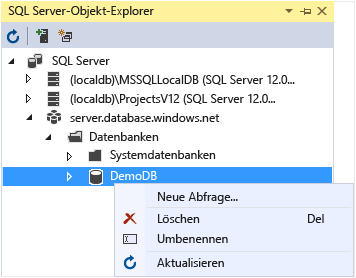 SQL Server-Objekt-Explorer
SQL Server
(localdb)\MSSQLLocalDB (SQL Server 12.0...
(localdb)\ProjectsV12 (SQL Server 12.0...
server.database.windows.net
Datenbanken
Systemdatenbanken
DemoDB
Neue Abfrage...
Löschen Del
Umbenennen
Aktualisieren